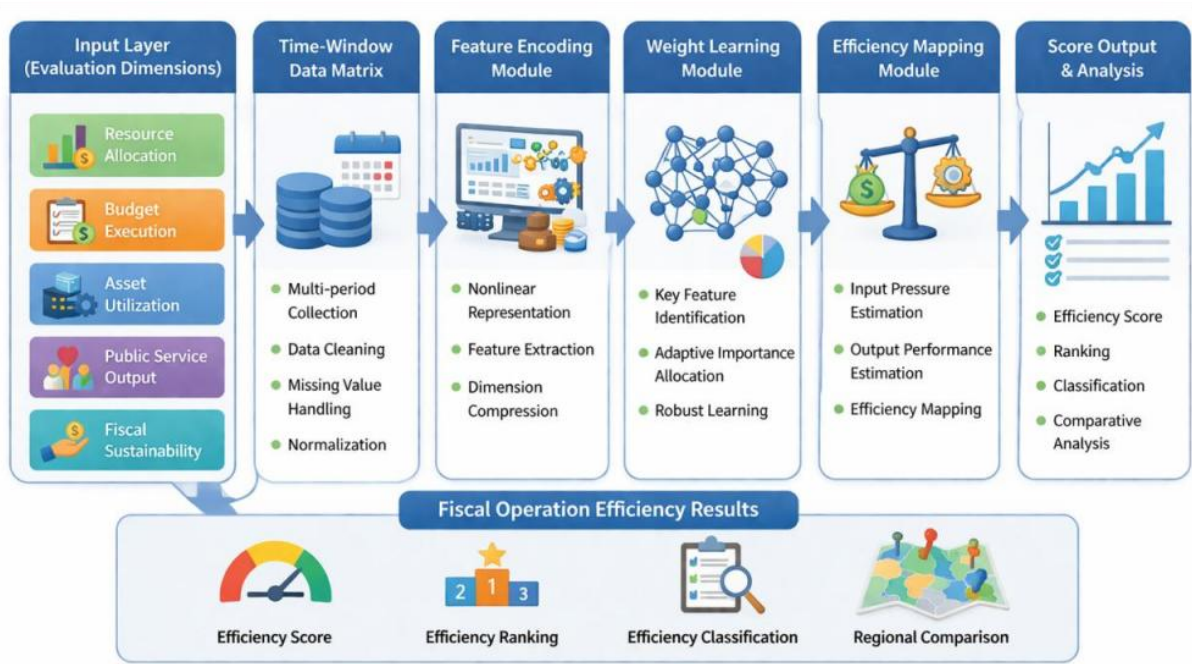 Input Layer
(Evaluation Dimensions)
Resource
Allocation
Budget
Execution
Asset
Utilization
Public Service
Output
Fiscal
Sustainability
Time-Window
Data Matrix
Multi-period
Collection
Data Cleaning
Missing Value
Handling
Normalization
Feature Encoding
Module
Nonlinear
Representation
Feature Extraction
Dimension
Compression
Weight Learning
Module
Key Feature
Identification
Adaptive Importance
Allocation
Robust Learning
Efficiency Mapping
Module
Input Pressure
Estimation
Output Performance
Estimation
Efficiency Mapping
Score Output
& Analysis
Efficiency Score
Ranking
Classification
Comparative
Analysis
Fiscal Operation Efficiency Results
2 1 3
Efficiency Score
Efficiency Ranking
Efficiency Classification
Regional Comparison